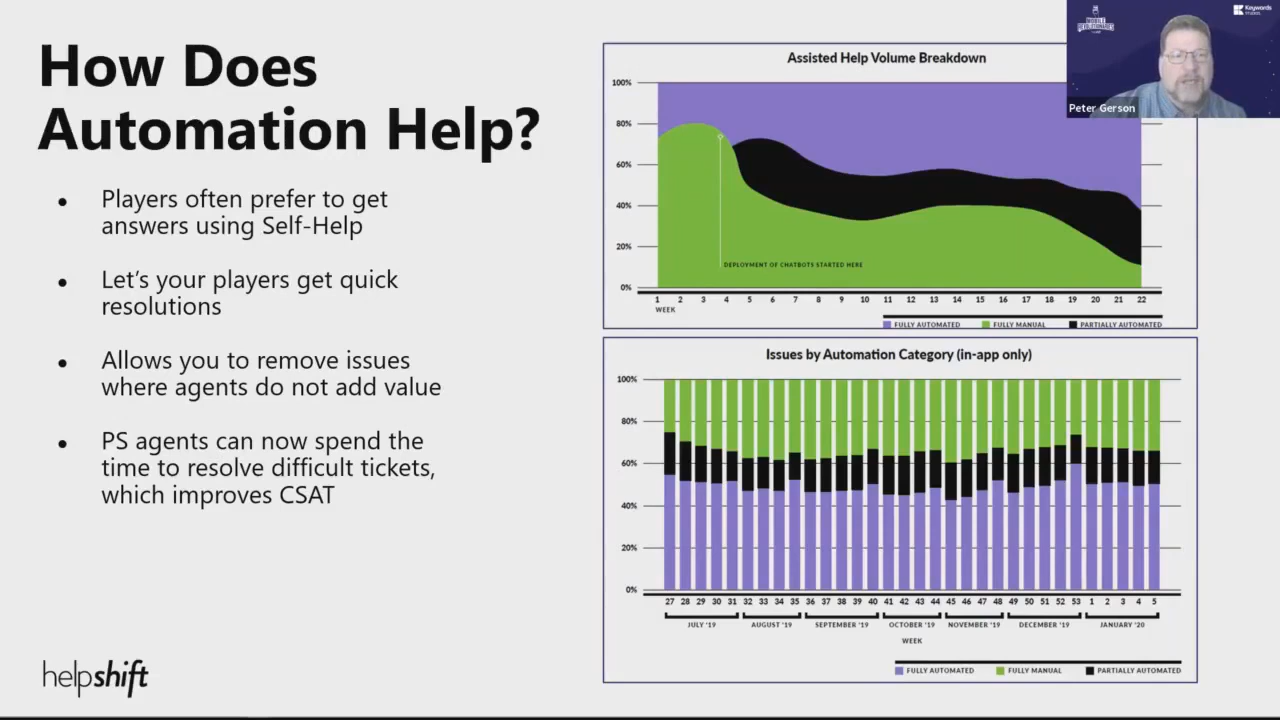 How Does
Automation Help?
● Players often prefer to get
answers using Self-Help
● Let's your players get quick
resolutions
● Allows you to remove issues
where agents do not add value
● PS agents can now spend the
time to resolve difficult tickets,
which improves CSAT
helpshift
Assisted Help Volume Breakdown
100%
80%
60%
40%
20%
0%
DEPLOYMENT OF CHATBOTS STARTED HERE
1 2 3 4 5 6 7 8 9 10 11 12 13 14 15 16 17 18 19 20 21 22
WEEK
FULLY AUTOMATED FULLY MANUAL PARTIALLY AUTOMATED
Issues by Automation Category (in-app only)
100%
80%
60%
40%
20%
0%
27 28 29 30 31 32 33 34 35 36 37 38 39 40 41 42 43 44 45 46 47 48 49 50 51 52 53 1 2 3 4 5
JULY '19 AUGUST '19 SEPTEMBER '19 OCTOBER '19 NOVEMBER '19 DECEMBER '19 JANUARY '20
WEEK
FULLY AUTOMATED FULLY MANUAL PARTIALLY AUTOMATED
Keywords
Peter Gerson